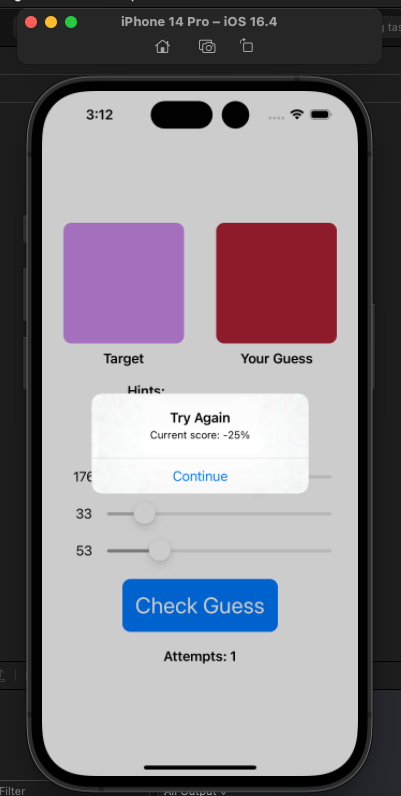 iPhone 14 Pro – iOS 16.4
3:12
Target
Your Guess
Hints:
Try Again
Current score: -25%
Continue
176
33
53
Check Guess
Attempts: 1
Filter
All Output